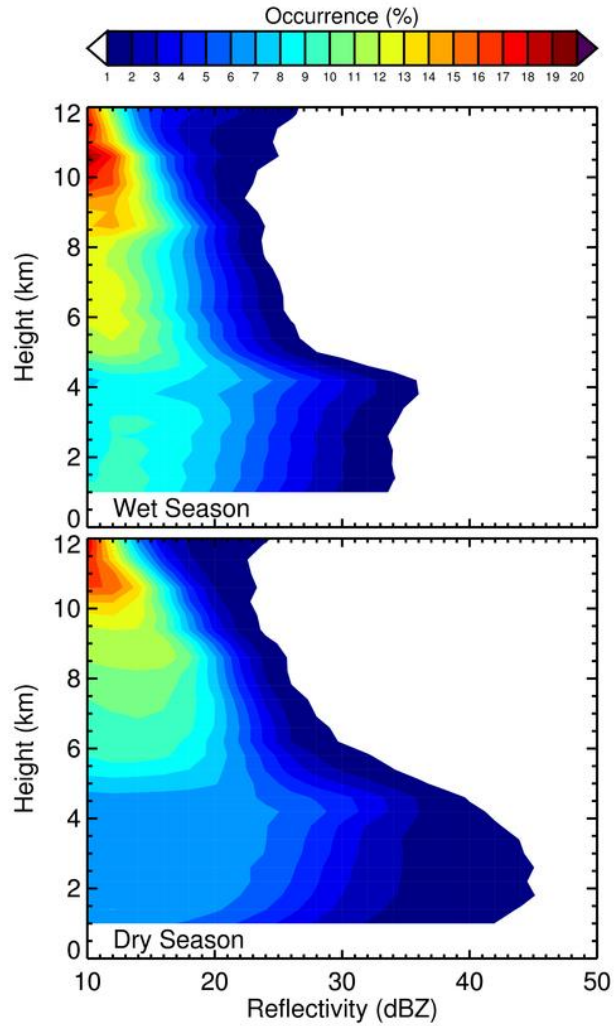 Occurrence (%)
1 2 3 4 5 6 7 8 9 10 11 12 13 14 15 16 17 18 19 20
12
10
8
6
4
2
0
Height (km)
Wet Season
12
10
8
6
4
2
0
Height (km)
Dry Season
10 20 30 40 50
Reflectivity (dBZ)